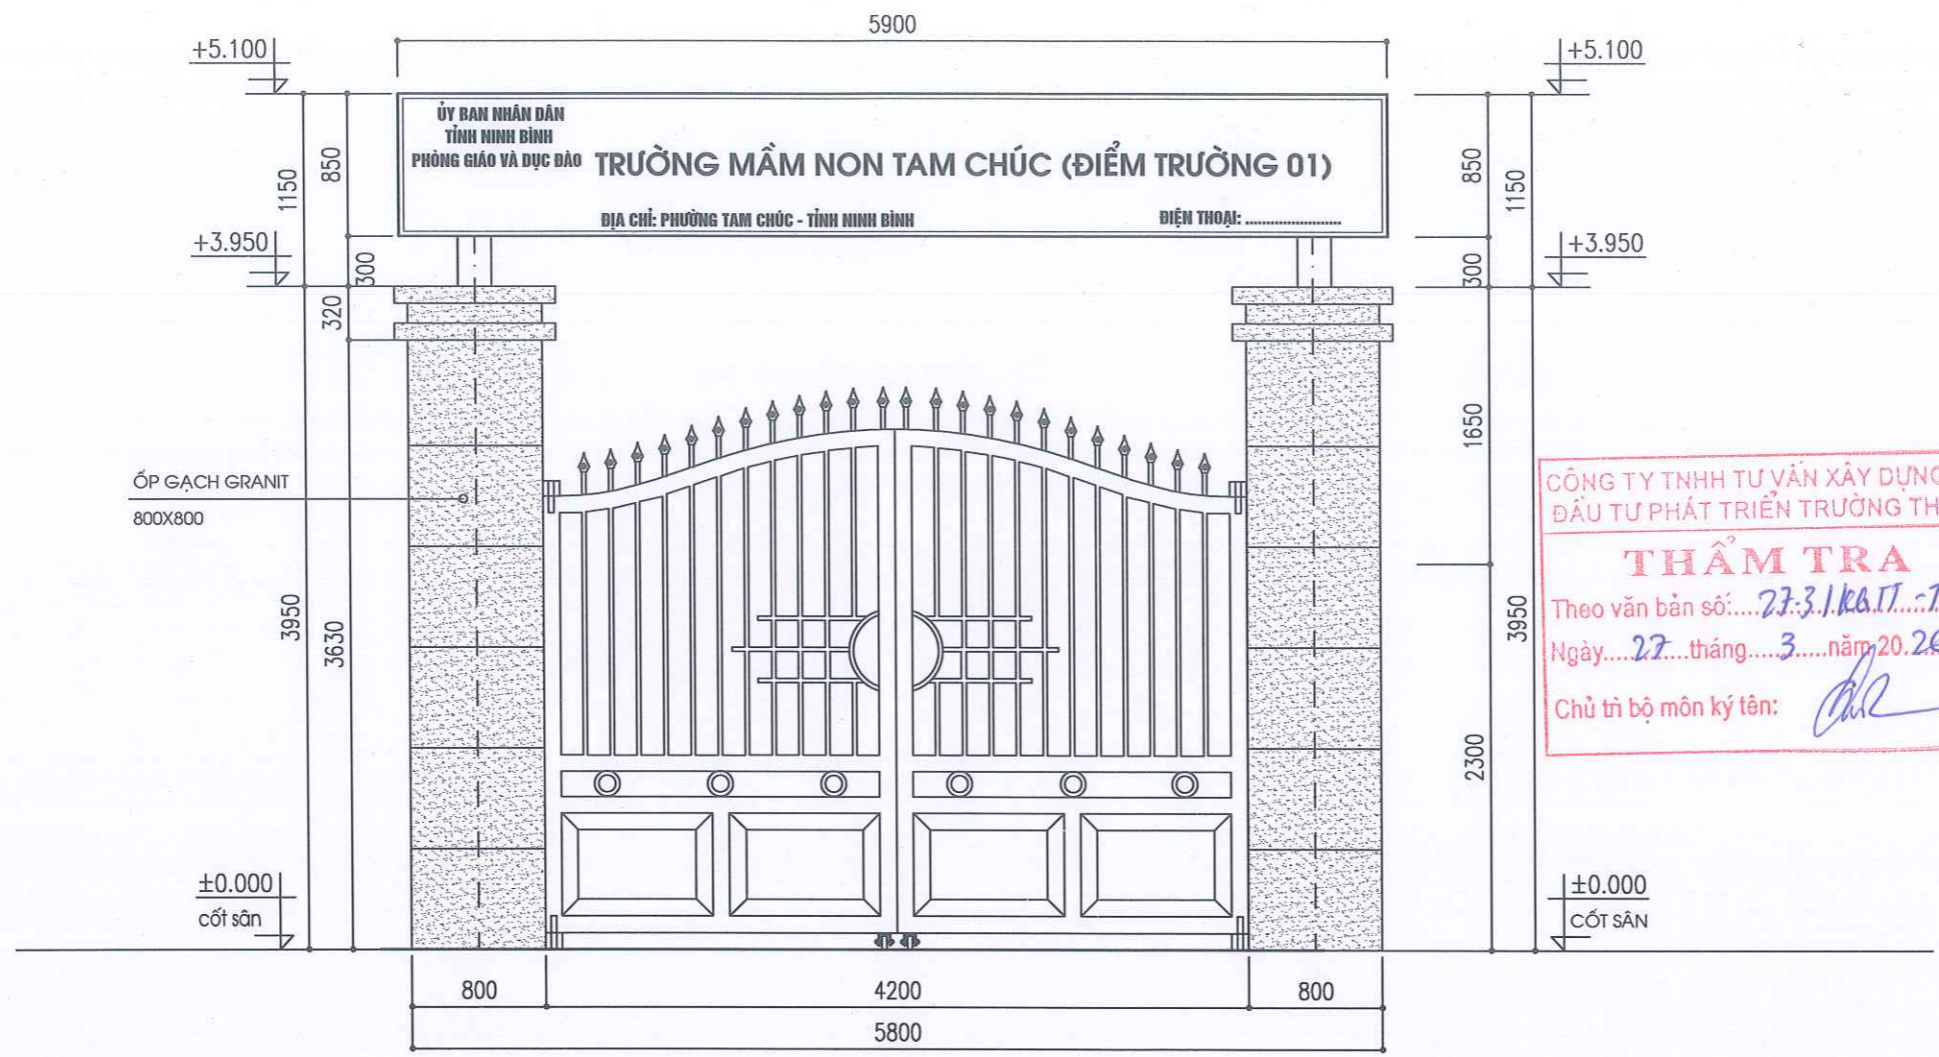 5900
+5.100
+5.100
ỦY BAN NHÂN DÂN
TỈNH NINH BÌNH
PHÒNG GIÁO VÀ DỤC ĐÀO
TRƯỜNG MẦM NON TAM CHÚC (ĐIỂM TRƯỜNG 01)
ĐỊA CHỈ: PHƯỜNG TAM CHÚC - TỈNH NINH BÌNH
ĐIỆN THOẠI: ......................
1150
850
850
1150
+3.950
+3.950
300
320
300
1650
ỐP GẠCH GRANIT
800X800
3950
3630
3950
2300
CÔNG TY TNHH TƯ VẤN XÂY DỰNG
ĐẦU TƯ PHÁT TRIỂN TRƯỜNG TH
THẨM TRA
Theo văn bản số:....27.3/
Ngày....27...tháng.....3.....năm 20.26
Chủ trì bộ môn ký tên:
±0.000
cốt sân
±0.000
CỐT SÂN
800
4200
800
5800